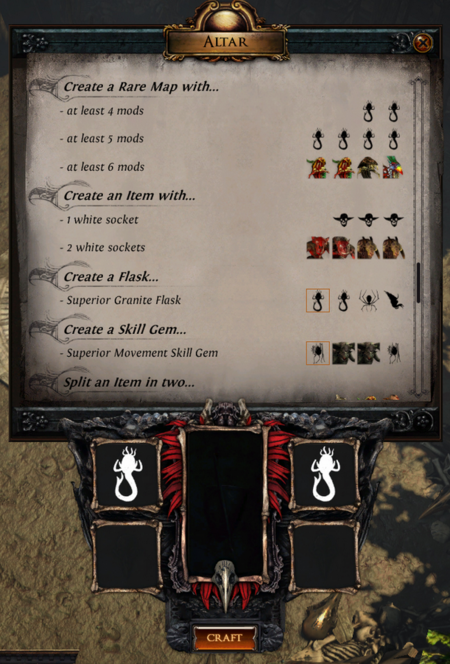 ALTAR
Create a Rare Map with...
- at least 4 mods
- at least 5 mods
- at least 6 mods
Create an Item with...
- 1 white socket
- 2 white sockets
Create a Flask...
- Superior Granite Flask
Create a Skill Gem...
- Superior Movement Skill Gem
Split an Item in two...
CRAFT